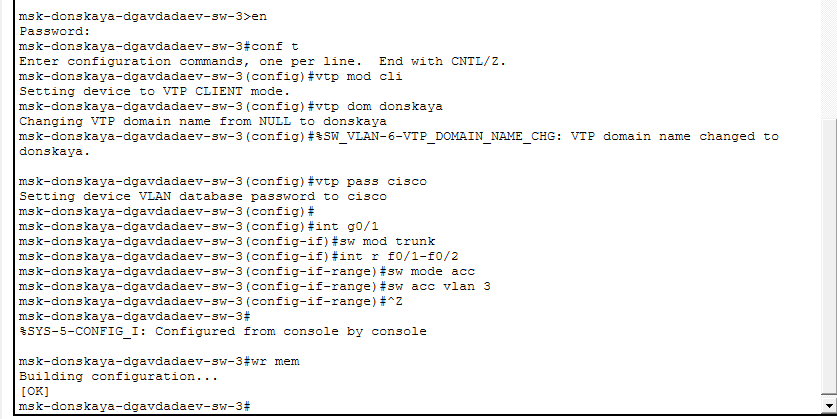 msk-donskaya-dgavdadaev-sw-3>en
Password:
msk-donskaya-dgavdadaev-sw-3#conf t
Enter configuration commands, one per line.  End with CNTL/Z.
msk-donskaya-dgavdadaev-sw-3(config)#vtp mod cli
Setting device to VTP CLIENT mode.
msk-donskaya-dgavdadaev-sw-3(config)#vtp dom donskaya
Changing VTP domain name from NULL to donskaya
msk-donskaya-dgavdadaev-sw-3(config)#%SW_VLAN-6-VTP_DOMAIN_NAME_CHG: VTP domain name changed to
donskaya.
msk-donskaya-dgavdadaev-sw-3(config)#vtp pass cisco
Setting device VLAN database password to cisco
msk-donskaya-dgavdadaev-sw-3(config)#
msk-donskaya-dgavdadaev-sw-3(config)#int g0/1
msk-donskaya-dgavdadaev-sw-3(config-if)#sw mod trunk
msk-donskaya-dgavdadaev-sw-3(config-if)#int r f0/1-f0/2
msk-donskaya-dgavdadaev-sw-3(config-if-range)#sw mode acc
msk-donskaya-dgavdadaev-sw-3(config-if-range)#sw acc vlan 3
msk-donskaya-dgavdadaev-sw-3(config-if-range)#^Z
msk-donskaya-dgavdadaev-sw-3#
%SYS-5-CONFIG_I: Configured from console by console
msk-donskaya-dgavdadaev-sw-3#wr mem
Building configuration...
[OK]
msk-donskaya-dgavdadaev-sw-3#